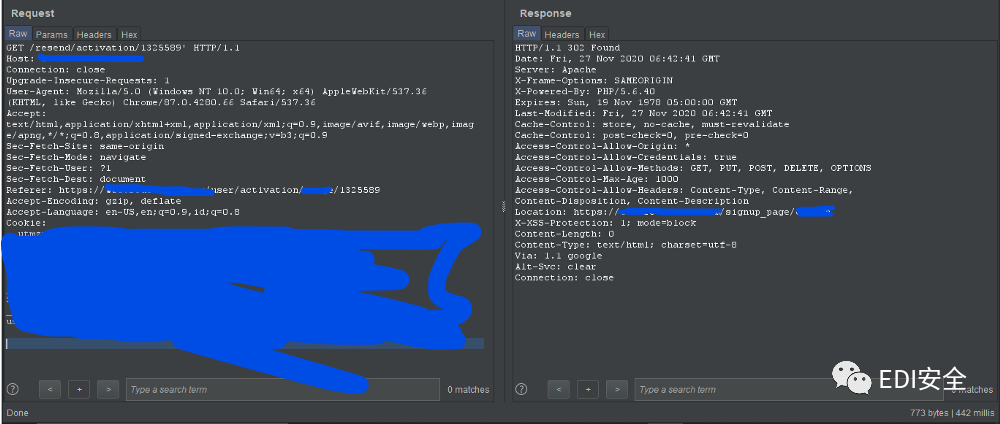 Request
Raw Params Headers Hex
GET /resend/activation/1325589' HTTP/1.1
Host:
Connection: close
Upgrade-Insecure-Requests: 1
User-Agent: Mozilla/5.0 (Windows NT 10.0; Win64; x64) AppleWebKit/537.36
(KHTML, like Gecko) Chrome/87.0.4280.66 Safari/537.36
Accept:
text/html,application/xhtml+xml,application/xml;q=0.9,image/avif,image/webp,imag
e/apng,*/*;q=0.8,application/signed-exchange;v=b3;q=0.9
Sec-Fetch-Site: same-origin
Sec-Fetch-Mode: navigate
Sec-Fetch-User: ?1
Sec-Fetch-Dest: document
Referer: https:// /user/activation/ /1325589
Accept-Encoding: gzip, deflate
Accept-Language: en-US,en;q=0.9,id;q=0.8
Cookie:
?
<
+
>
Type a search term
0 matches
Done
Response
Raw Headers Hex
HTTP/1.1 302 Found
Date: Fri, 27 Nov 2020 06:42:41 GMT
Server: Apache
X-Frame-Options: SAMEORIGIN
X-Powered-By: PHP/5.6.40
Expires: Sun, 19 Nov 1978 05:00:00 GMT
Last-Modified: Fri, 27 Nov 2020 06:42:41 GMT
Cache-Control: store, no-cache, must-revalidate
Cache-Control: post-check=0, pre-check=0
Access-Control-Allow-Origin: *
Access-Control-Allow-Credentials: true
Access-Control-Allow-Methods: GET, PUT, POST, DELETE, OPTIONS
Access-Control-Max-Age: 1000
Access-Control-Allow-Headers: Content-Type, Content-Range,
Content-Disposition, Content-Description
Location: https:// /signup_page/
X-XSS-Protection: 1; mode=block
Content-Length: 0
Content-Type: text/html; charset=utf-8
Via: 1.1 google
Alt-Svc: clear
Connection: close
?
<
+
>
Type a search term
matches
EDI安全
773 bytes | 442 millis